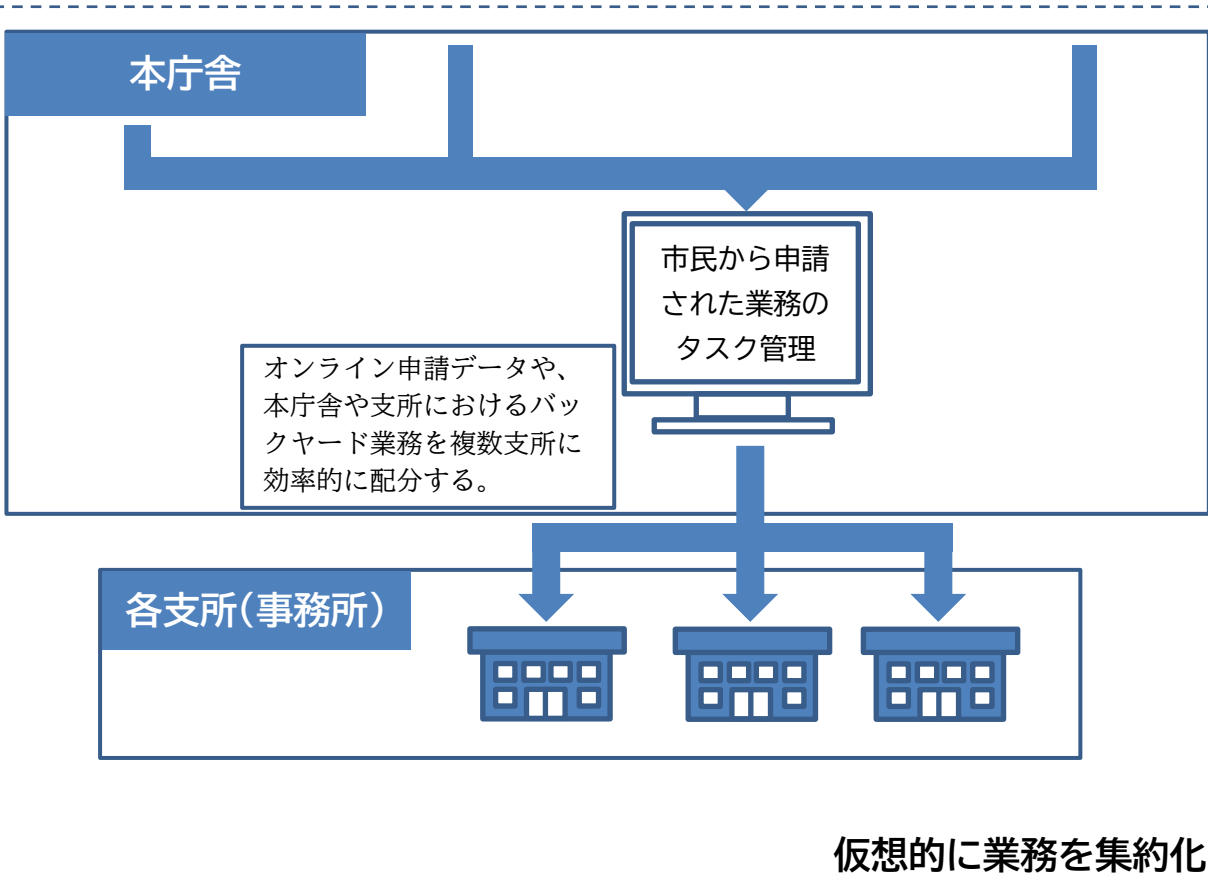 本庁舎
市民から申請
された業務の
タスク管理
オンライン申請データや、
本庁舎や支所におけるバッ
クヤード業務を複数支所に
効率的に配分する。
各支所(事務所)
仮想的に業務を集約化